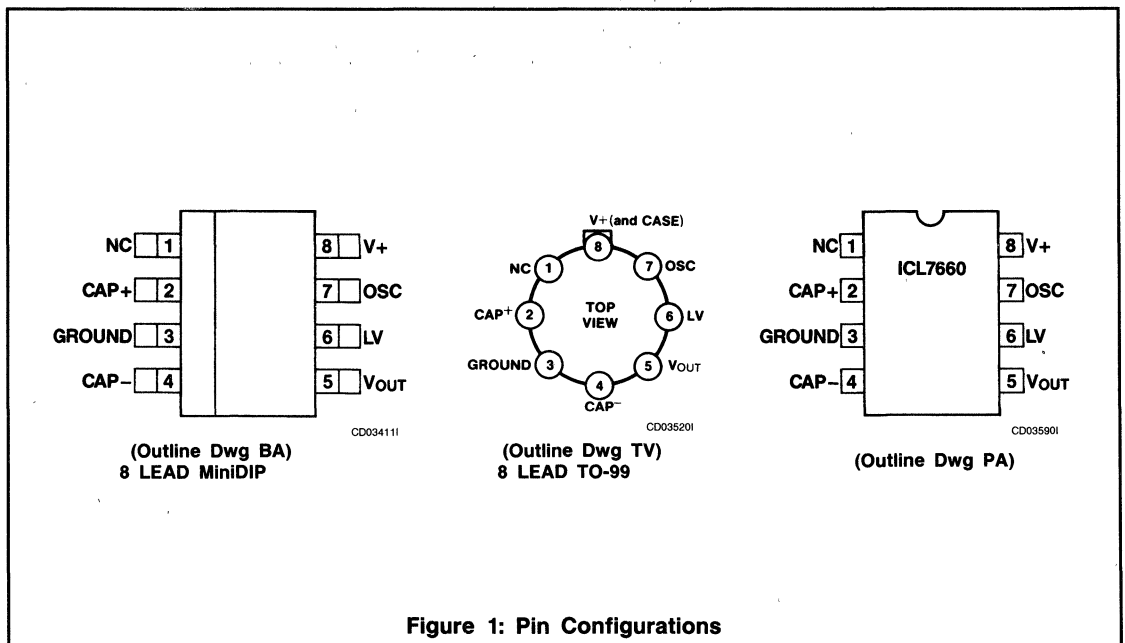 NC 1
CAP+ 2
GROUND 3
CAP- 4
8 V+
7 OSC
6 LV
5 VOUT
CD03411I
(Outline Dwg BA)
8 LEAD MiniDIP
V+(and CASE)
8
NC 1
7 OSC
CAP+ 2
TOP
VIEW
6 LV
GROUND 3
5 VOUT
4
CAP-
CD03520I
(Outline Dwg TV)
8 LEAD TO-99
ICL7660
NC 1
CAP+ 2
GROUND 3
CAP- 4
8 V+
7 OSC
6 LV
5 VOUT
CD03590I
(Outline Dwg PA)
Figure 1: Pin Configurations